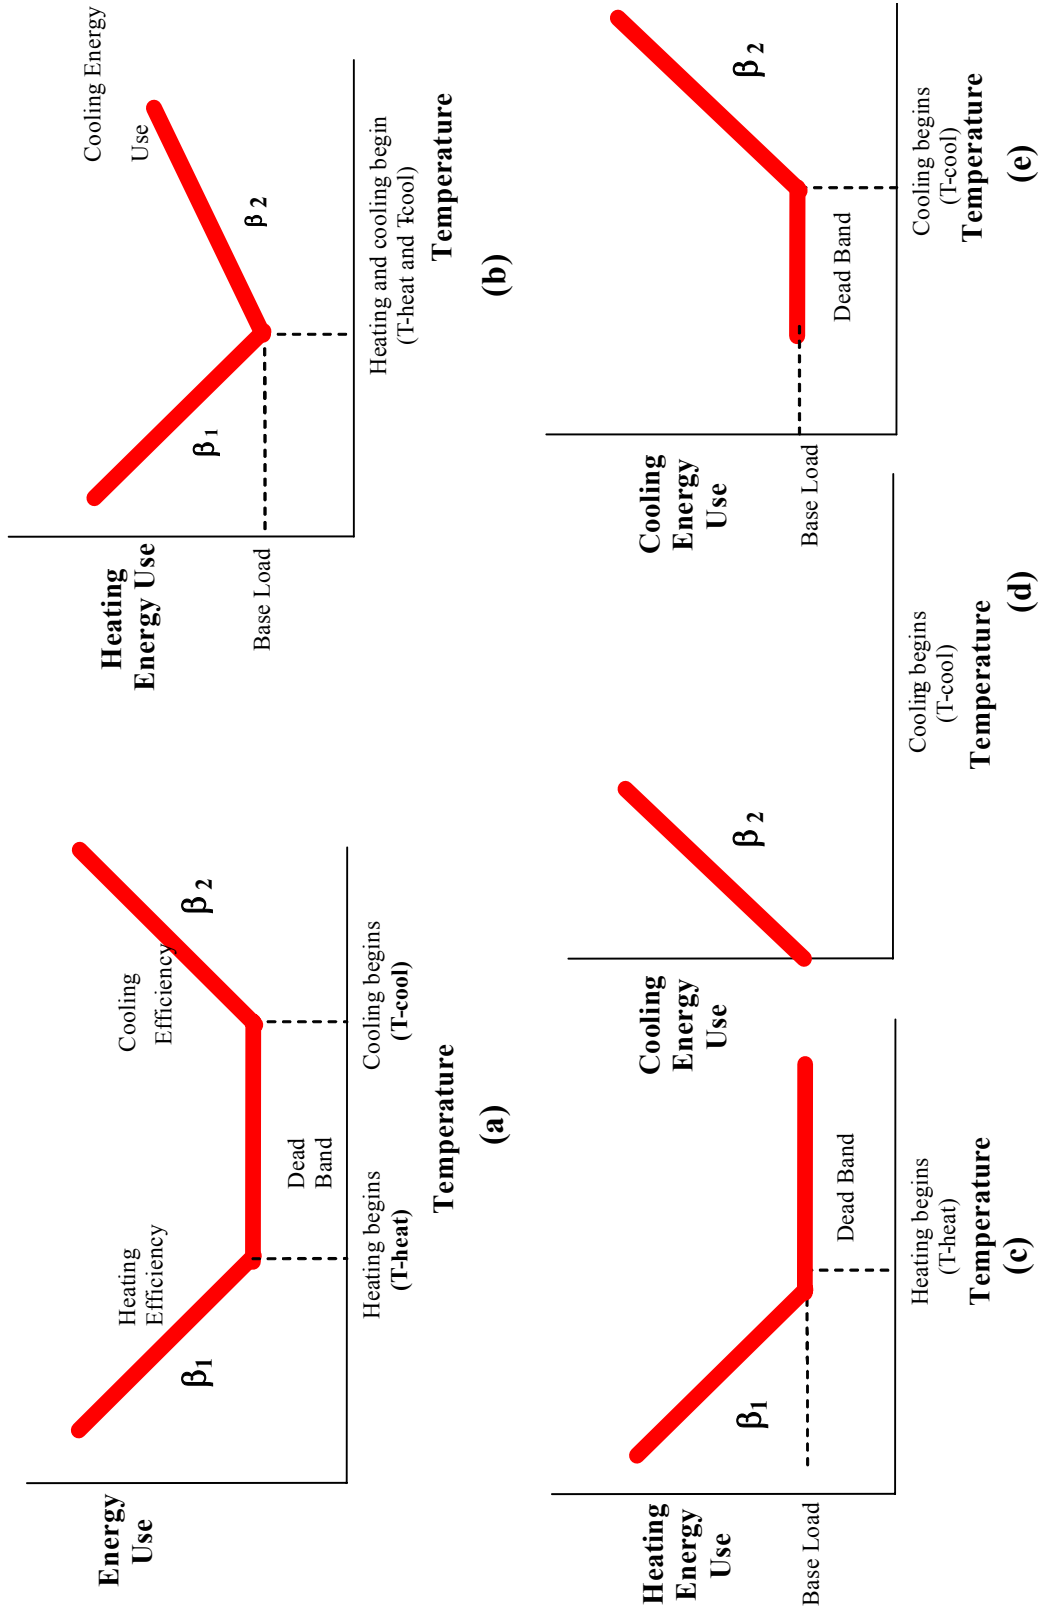 Energy
Use
Heating
Efficiency
Cooling
Efficiency
β1
β2
Dead
Band
Heating begins
(T-heat)
Cooling begins
(T-cool)
Temperature
(a)
Heating
Energy Use
Cooling Energy
Use
β1
β2
Base Load
Heating and cooling begin
(T-heat and T-cool)
Temperature
(b)
Heating
Energy
Use
β1
Base Load
Dead Band
Heating begins
(T-heat)
Temperature
(c)
Cooling
Energy
Use
β2
Cooling begins
(T-cool)
Temperature
(d)
Cooling
Energy
Use
β2
Base Load
Dead Band
Cooling begins
(T-cool)
Temperature
(e)